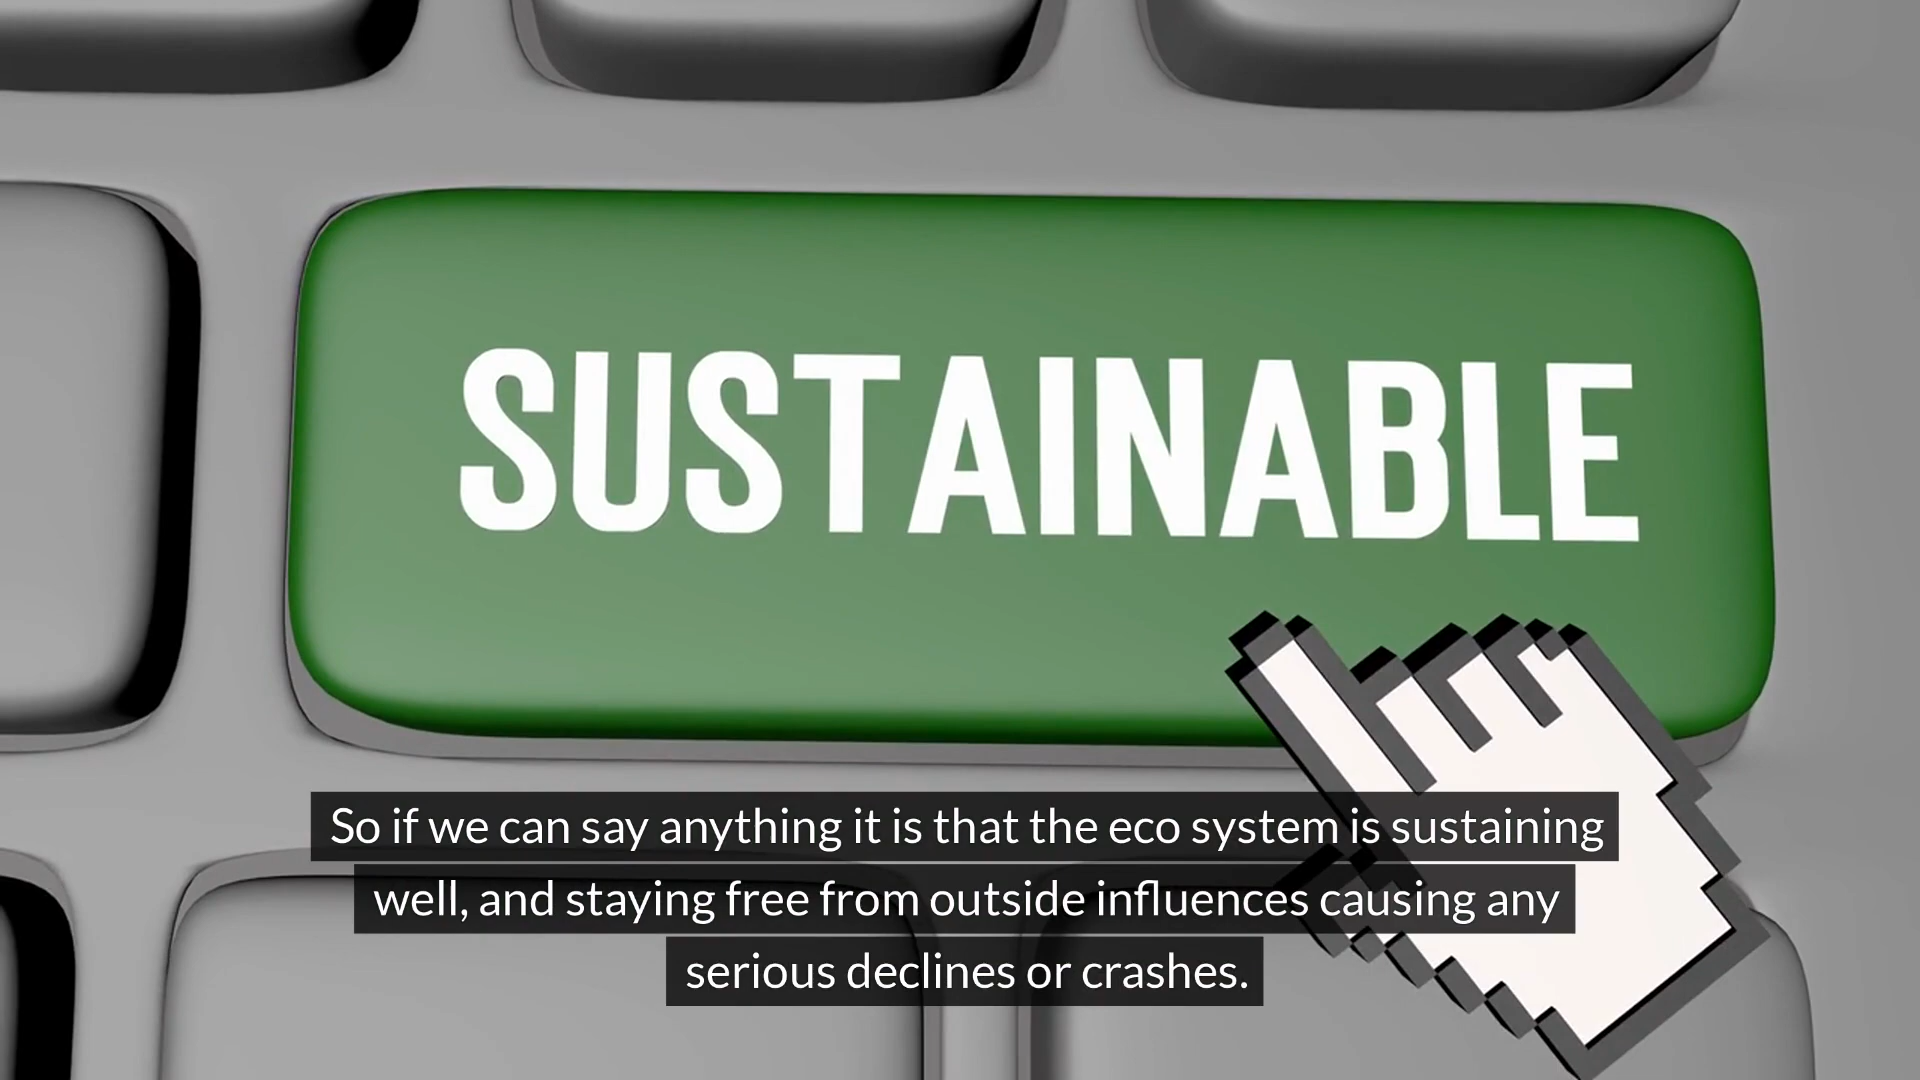 SUSTAINABLE
So if we can say anything it is that the eco system is sustaining
well, and staying free from outside influences causing any
serious declines or crashes.